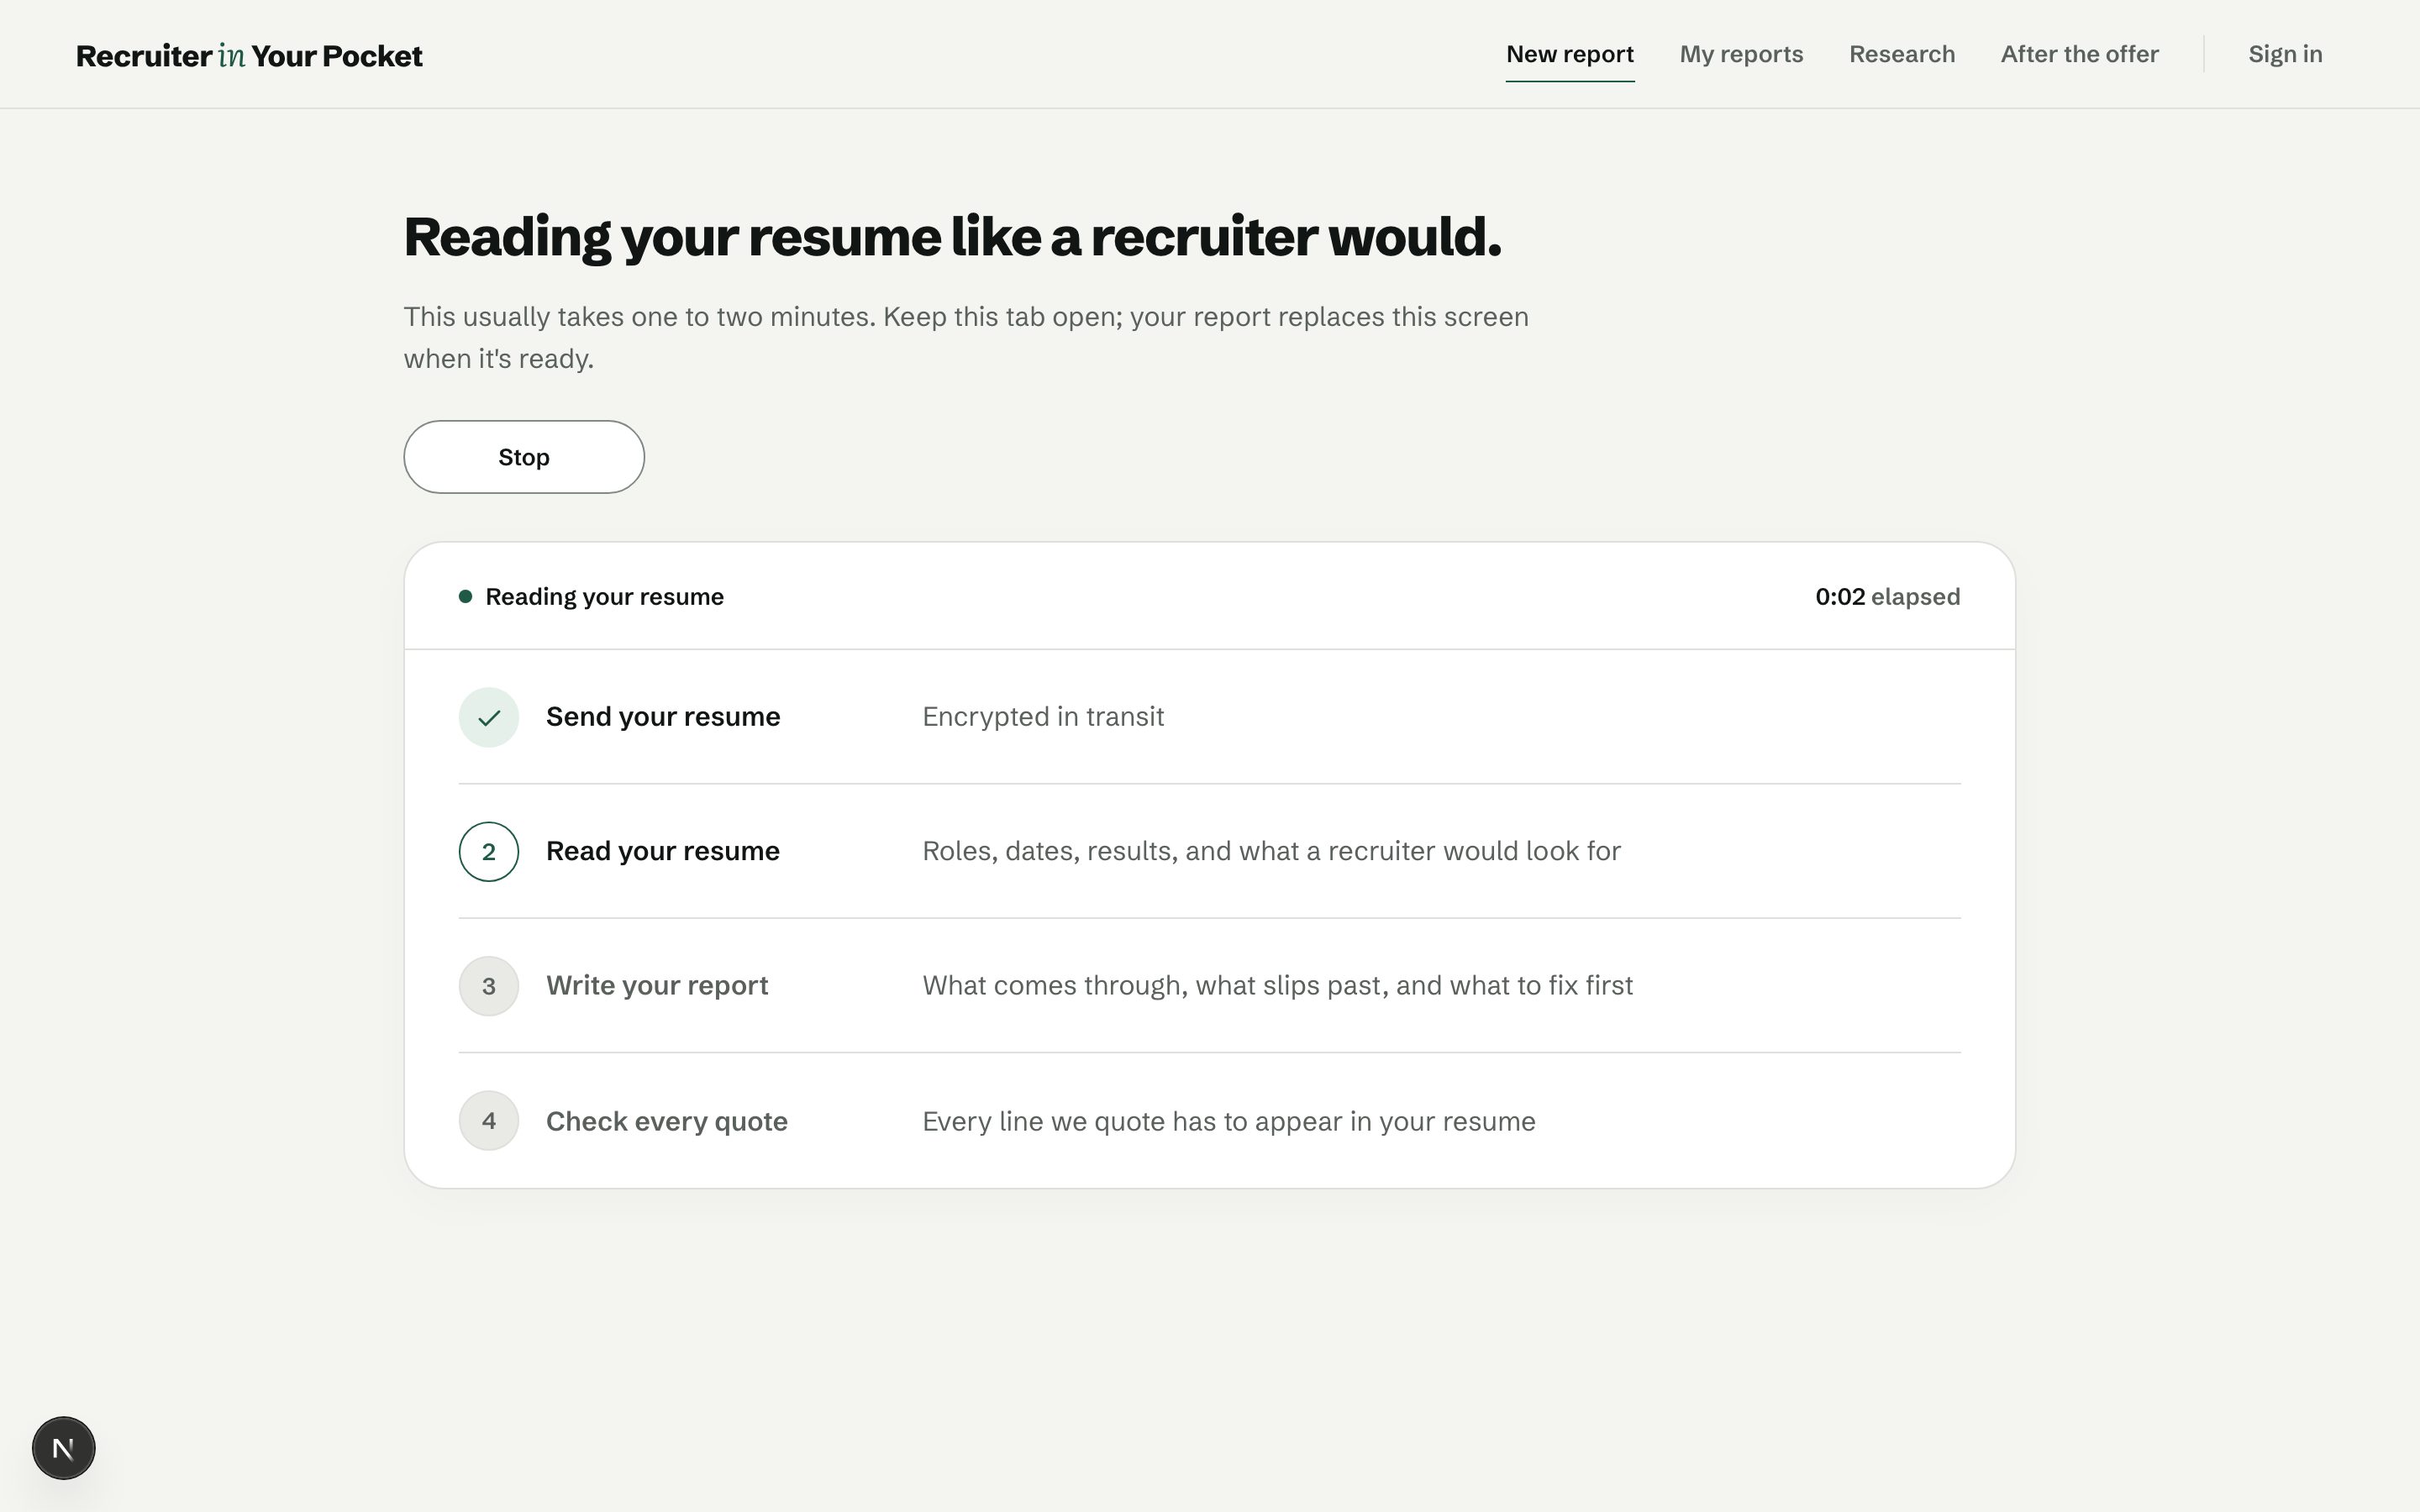 Recruiter in Your Pocket
New report
My reports
Research
After the offer
Sign in
Reading your resume like a recruiter would.
This usually takes one to two minutes. Keep this tab open; your report replaces this screen
when it's ready.
Stop
Reading your resume
0:02 elapsed
Send your resume
Encrypted in transit
2
Read your resume
Roles, dates, results, and what a recruiter would look for
3
Write your report
What comes through, what slips past, and what to fix first
4
Check every quote
Every line we quote has to appear in your resume
N